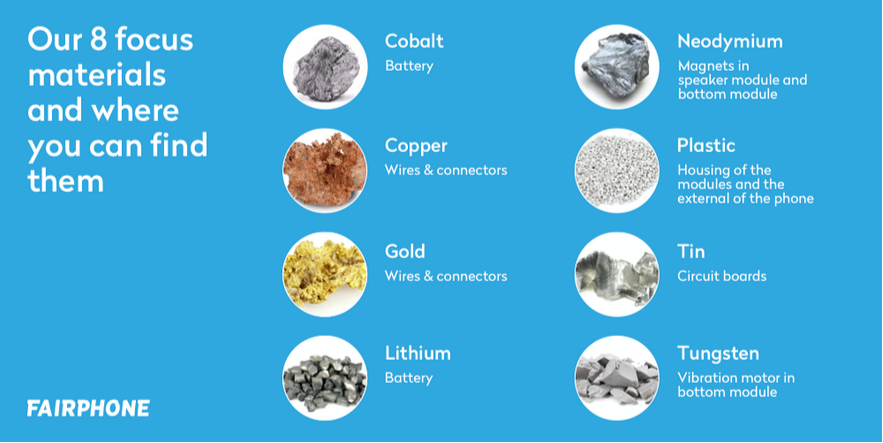 Our 8 focus
materials
and where
you can find
them
Cobalt
Battery
Copper
Wires & connectors
Gold
Wires & connectors
Lithium
Battery
Neodymium
Magnets in
speaker module and
bottom module
Plastic
Housing of the
modules and the
external of the phone
Tin
Circuit boards
Tungsten
Vibration motor in
bottom module
FAIRPHONE